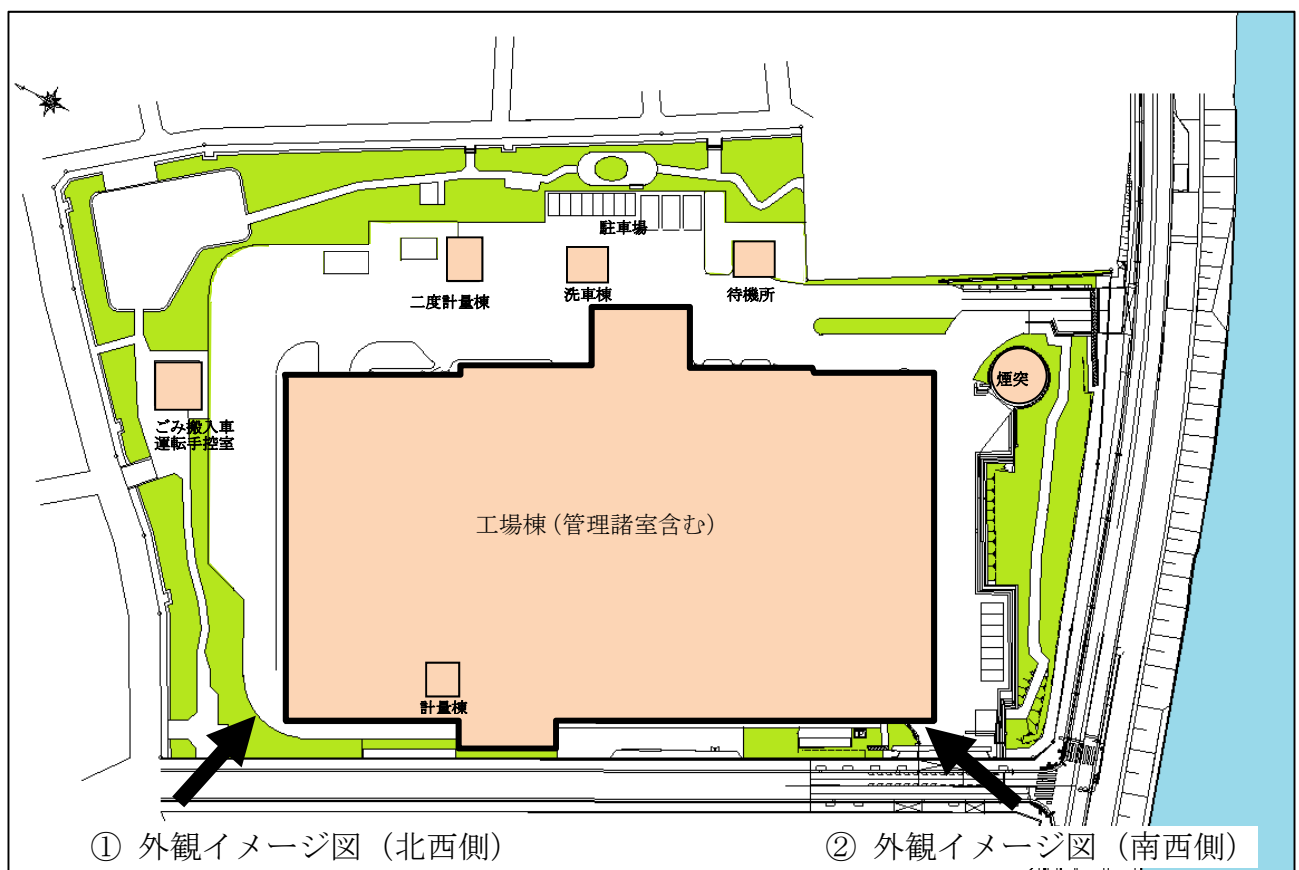 駐車場
二度計量棟
洗車棟
待機所
煙突
ごみ搬入車
運転手控室
工場棟（管理諸室含む）
計量棟
① 外観イメージ図（北西側）
② 外観イメージ図（南西側）